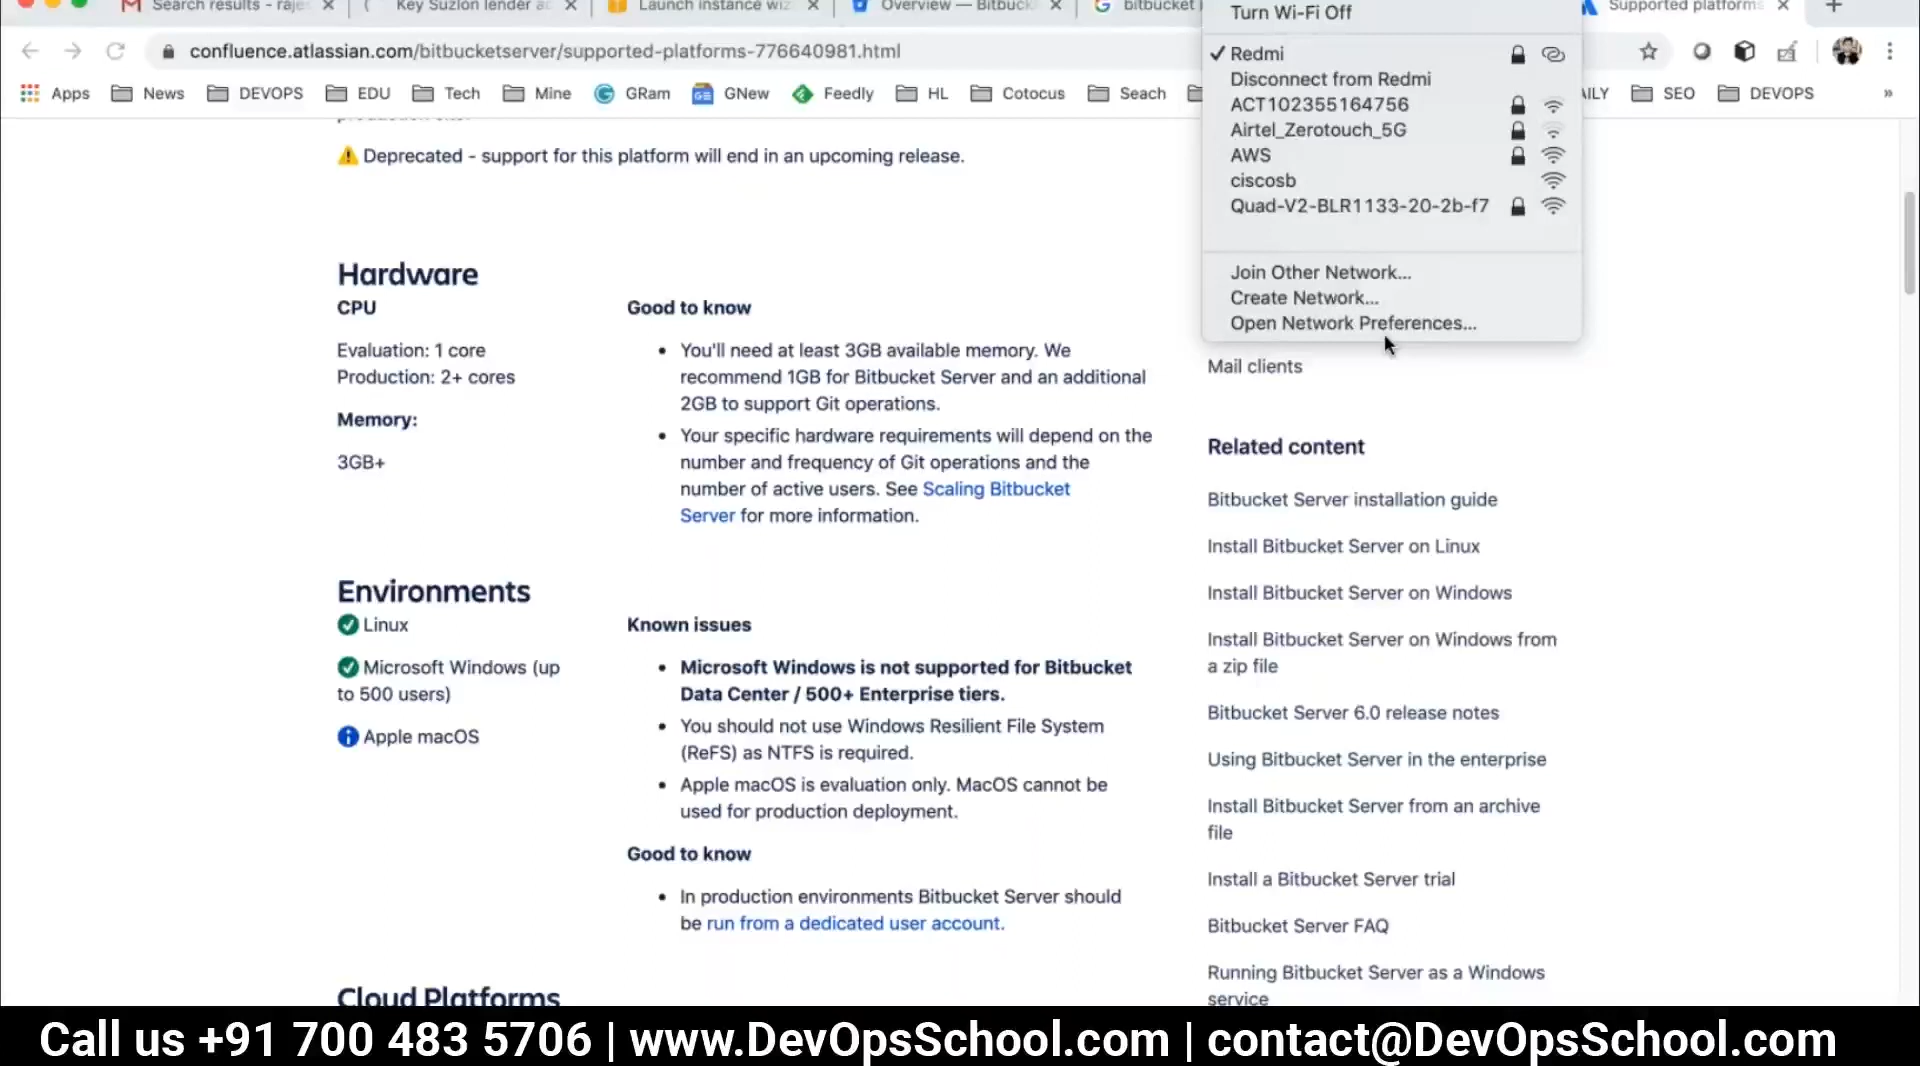 Search results - raje
Key Suzlon lender ac
Launch instance wiz
Overview — Bitbuck
bitbucket
Supported platforms
confluence.atlassian.com/bitbucketserver/supported-platforms-776640981.html
Apps News DEVOPS EDU Tech Mine GRam GNew Feedly HL Cotocus Seach AILY SEO DEVOPS »
Turn Wi-Fi Off
Redmi
Disconnect from Redmi
ACT102355164756
Airtel_Zerotouch_5G
AWS
ciscosb
Quad-V2-BLR1133-20-2b-f7
Join Other Network...
Create Network...
Open Network Preferences...
Deprecated - support for this platform will end in an upcoming release.
Hardware
CPU
Evaluation: 1 core
Production: 2+ cores
Memory:
3GB+
Good to know
• You'll need at least 3GB available memory. We
recommend 1GB for Bitbucket Server and an additional
2GB to support Git operations.
• Your specific hardware requirements will depend on the
number and frequency of Git operations and the
number of active users. See Scaling Bitbucket
Server for more information.
Environments
Linux
Microsoft Windows (up
to 500 users)
Apple macOS
Known issues
• Microsoft Windows is not supported for Bitbucket
Data Center / 500+ Enterprise tiers.
• You should not use Windows Resilient File System
(ReFS) as NTFS is required.
• Apple macOS is evaluation only. MacOS cannot be
used for production deployment.
Good to know
• In production environments Bitbucket Server should
be run from a dedicated user account.
Cloud Platforms
Mail clients
Related content
Bitbucket Server installation guide
Install Bitbucket Server on Linux
Install Bitbucket Server on Windows
Install Bitbucket Server on Windows from
a zip file
Bitbucket Server 6.0 release notes
Using Bitbucket Server in the enterprise
Install Bitbucket Server from an archive
file
Install a Bitbucket Server trial
Bitbucket Server FAQ
Running Bitbucket Server as a Windows
service
Call us +91 700 483 5706 | www.DevOpsSchool.com | contact@DevOpsSchool.com